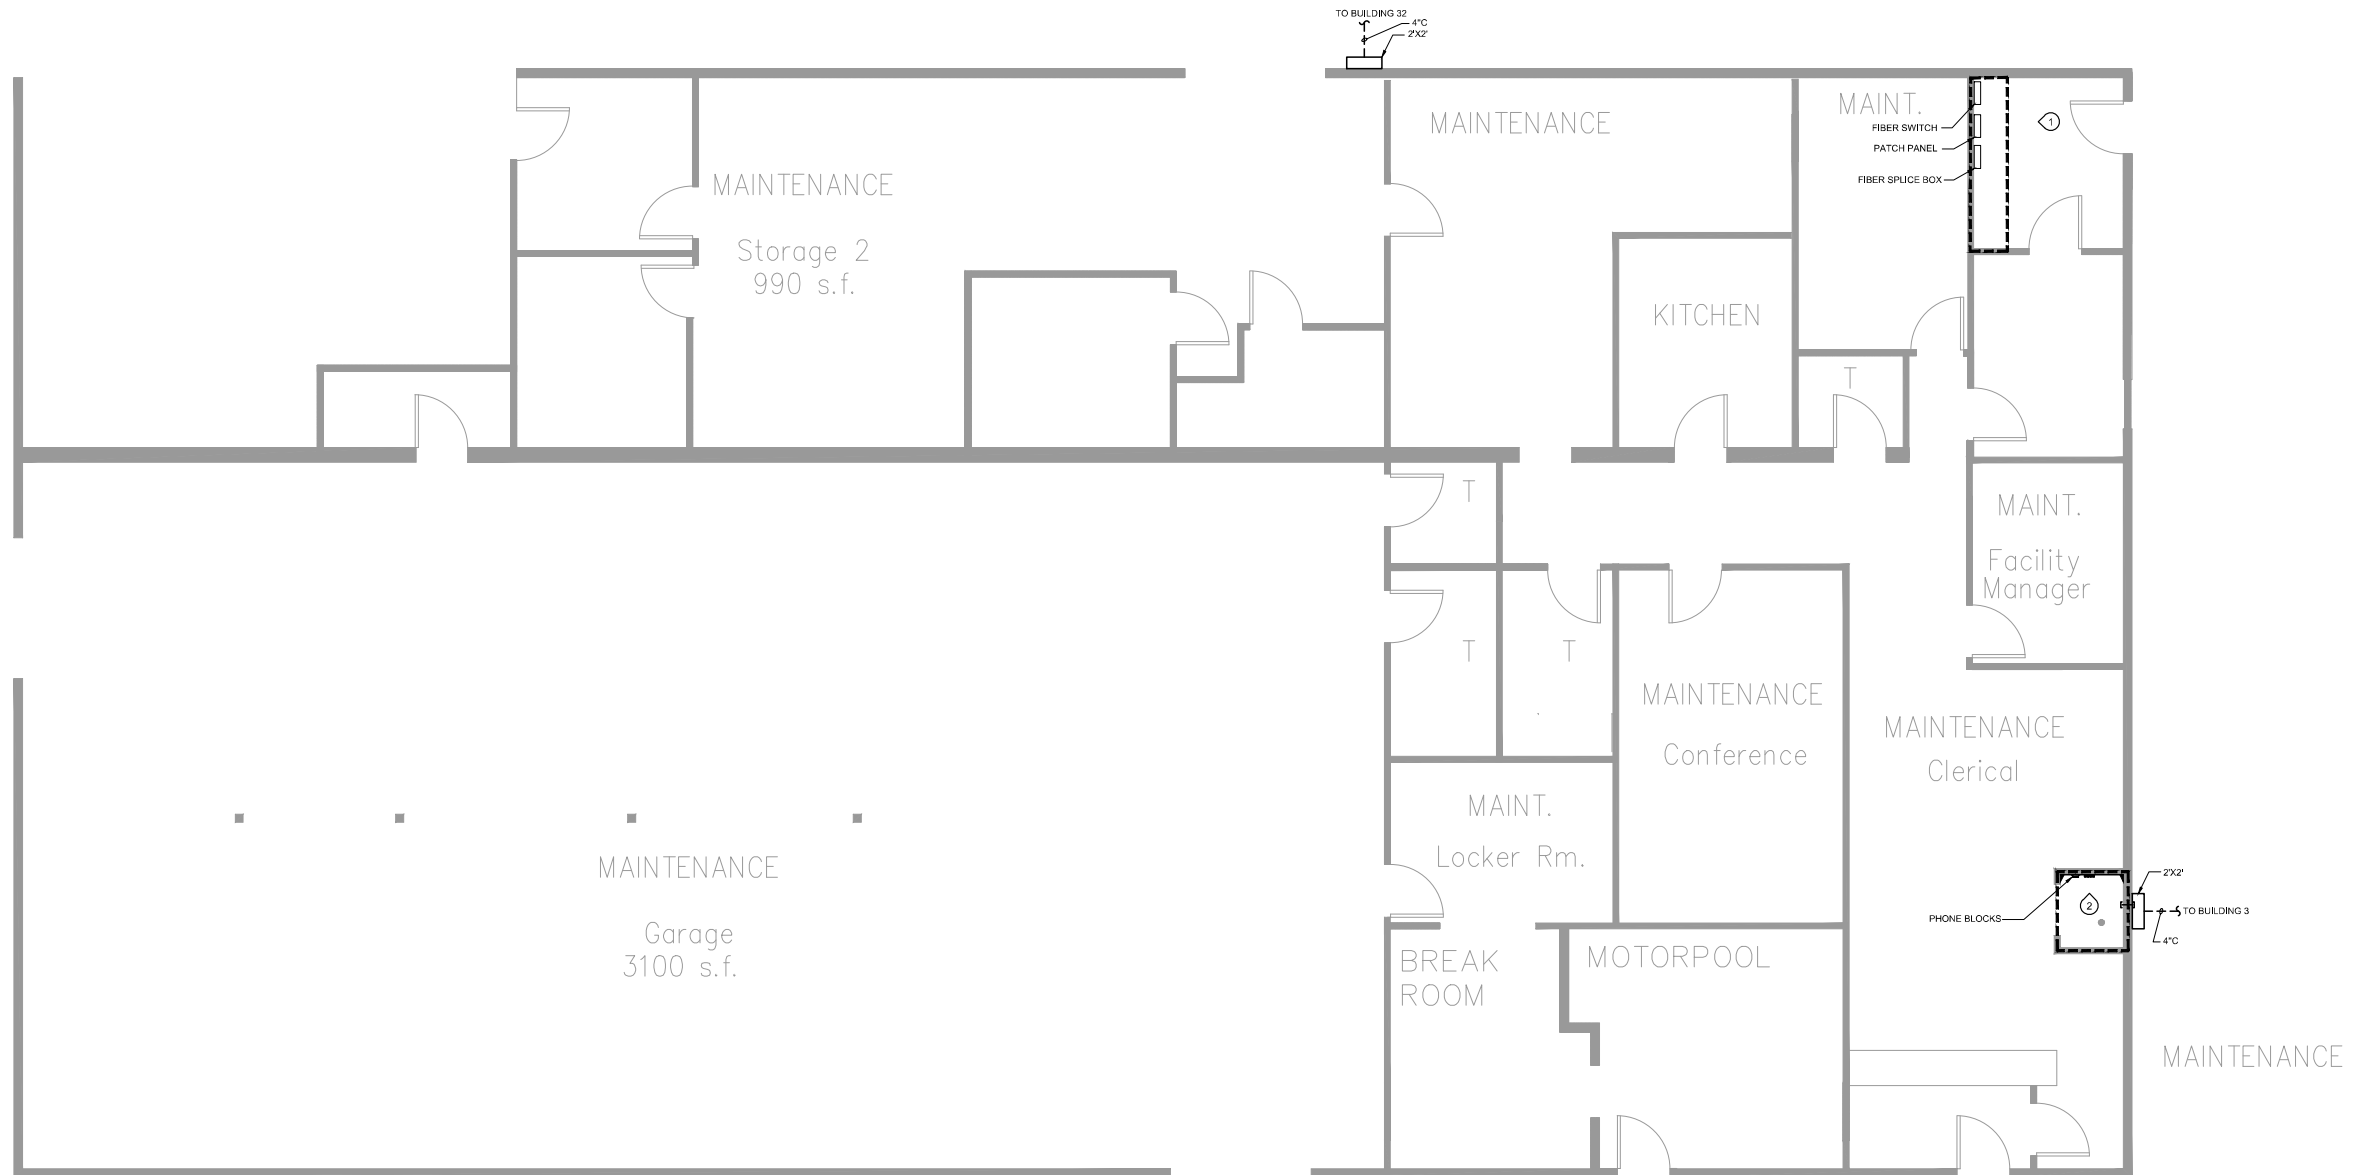 TO BUILDING 32
4"C
2'X2'
MAINTENANCE
MAINT.
FIBER SWITCH
1
PATCH PANEL
FIBER SPLICE BOX
MAINTENANCE
Storage 2
990 s.f.
KITCHEN
T
T
MAINT.
Facility
Manager
T
T
MAINTENANCE
Conference
MAINTENANCE
Clerical
MAINT.
Locker Rm.
MAINTENANCE
Garage
3100 s.f.
2'X2'
PHONE BLOCKS
2
TO BUILDING 3
4"C
BREAK
ROOM
MOTORPOOL
MAINTENANCE